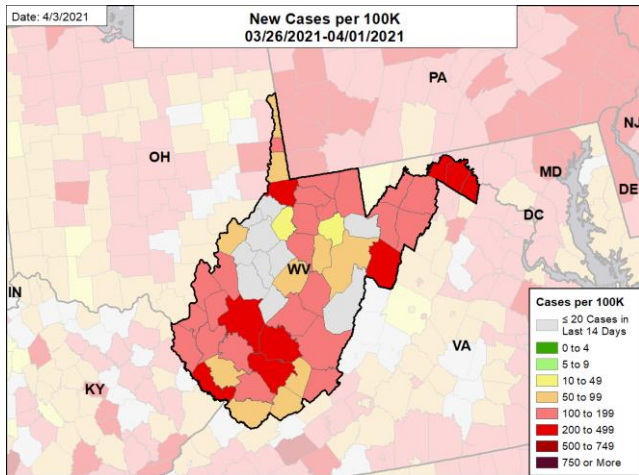 Date: 4/3/2021
New Cases per 100K
03/26/2021-04/01/2021
PA
NJ
OH
MD
DE
DC
WV
IN
VA
KY
Cases per 100K
≤ 20 Cases in
Last 14 Days
0 to 4
5 to 9
10 to 49
50 to 99
100 to 199
200 to 499
500 to 749
750 or More